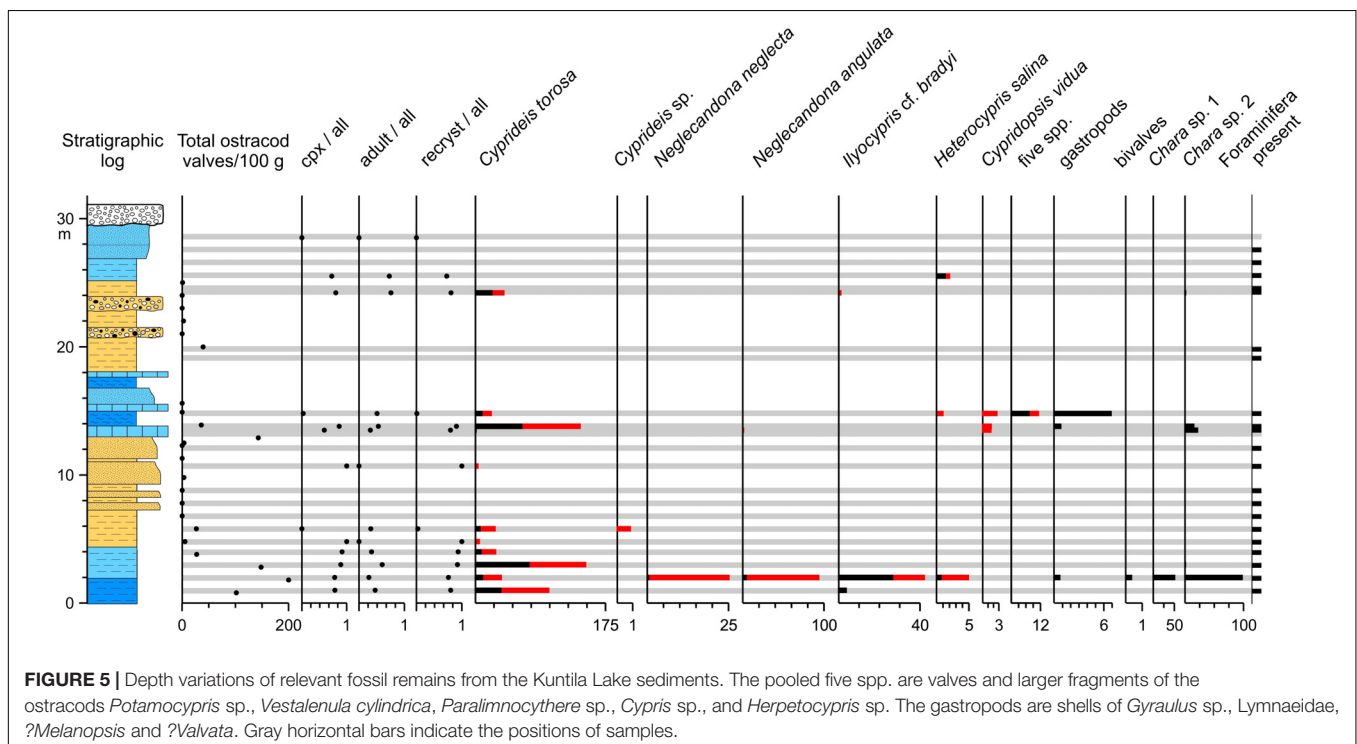 Stratigraphic
log
Total ostracod
valves/100 g
cpx / all
adult / all
recryst / all
Cyprideis torosa
Cyprideis sp.
Neglecandona neglecta
Neglecandona angulata
Ilyocypris cf. bradyi
Heterocypris salina
Cypridopsis vidua
five spp.
gastropods
bivalves
Chara sp. 1
Chara sp. 2
Foraminifera
present
30
m
20
10
0
0 200 1 1 1 175 1 25 100 40 5 3 12 6 1 50 100
FIGURE 5 | Depth variations of relevant fossil remains from the Kuntila Lake sediments. The pooled five spp. are valves and larger fragments of the
ostracods Potamocypris sp., Vestalenula cylindrica, Paralimnocythere sp., Cypris sp., and Herpetocypris sp. The gastropods are shells of Gyraulus sp., Lymnaeidae,
?Melanopsis and ?Valvata. Gray horizontal bars indicate the positions of samples.